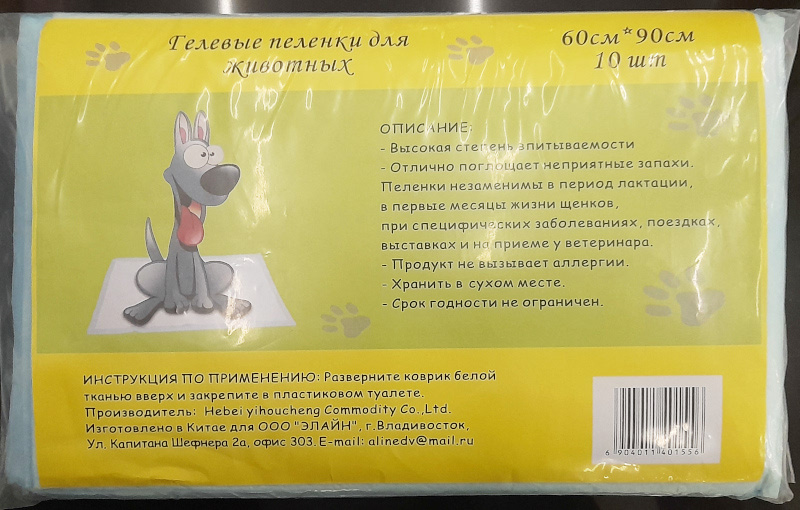 Гелевые пеленки для
животных
60см*90см
10 шт
ОПИСАНИЕ:
- Высокая степень впитываемости
- Отлично поглощает неприятные запахи.
Пеленки незаменимы в период лактации,
в первые месяцы жизни щенков,
при специфических заболеваниях, поездках,
выставках и на приеме у ветеринара.
- Продукт не вызывает аллергии.
- Хранить в сухом месте.
- Срок годности не ограничен.
ИНСТРУКЦИЯ ПО ПРИМЕНЕНИЮ: Разверните коврик белой
тканью вверх и закрепите в пластиковом туалете.
Производитель: Hebei yihoucheng Commodity Co.,Ltd.
Изготовлено в Китае для ООО "ЭЛАЙН", г.Владивосток,
Ул. Капитана Шефнера 2а, офис 303. E-mail: alinedv@mail.ru
6 904011 401556